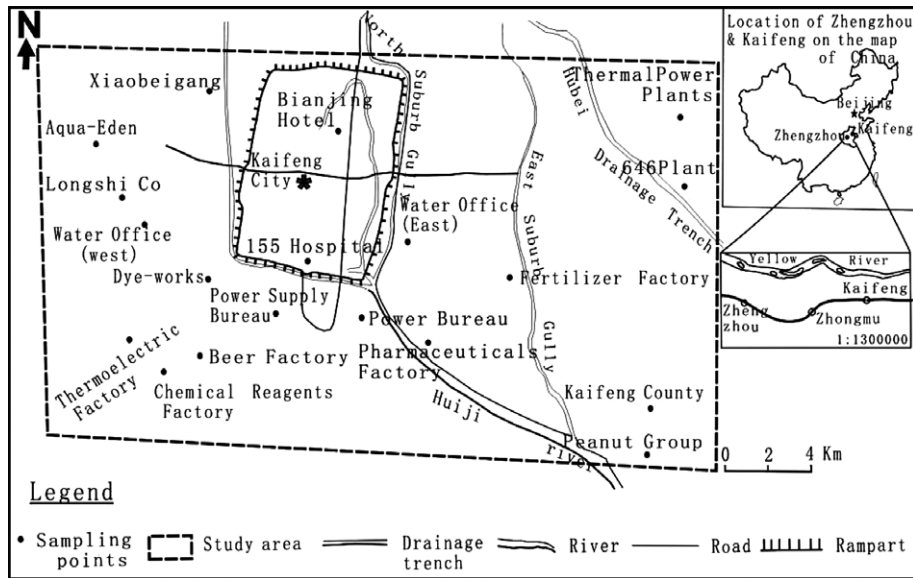 N
Xiaobeigang
Aqua-Eden
Longshi Co
Water Office
(west)
Dye-works
Bianjing
Hotel
Kaifeng
City
155 Hospital
Power Supply
Bureau
North
Suburb
Gully
Water Office
(East)
Power Bureau
Pharmaceuticals
Factory
Beer Factory
Chemical Reagents
Factory
Thermoelectric
Factory
Huiji
river
East Suburb
Gully
Fertilizer Factory
Hubei
Drainage Trench
ThermalPower
Plants
646Plant
Kaifeng County
Peanut Group
Location of Zhengzhou
& Kaifeng on the map
of China
Beijing
Zhengzhou
Kaifeng
Yellow River
Kaifeng
Zheng
zhou
Zhongmu
1:1300000
0 2 4 Km
Legend
Sampling
points
Study area
Drainage
trench
River
Road
Rampart